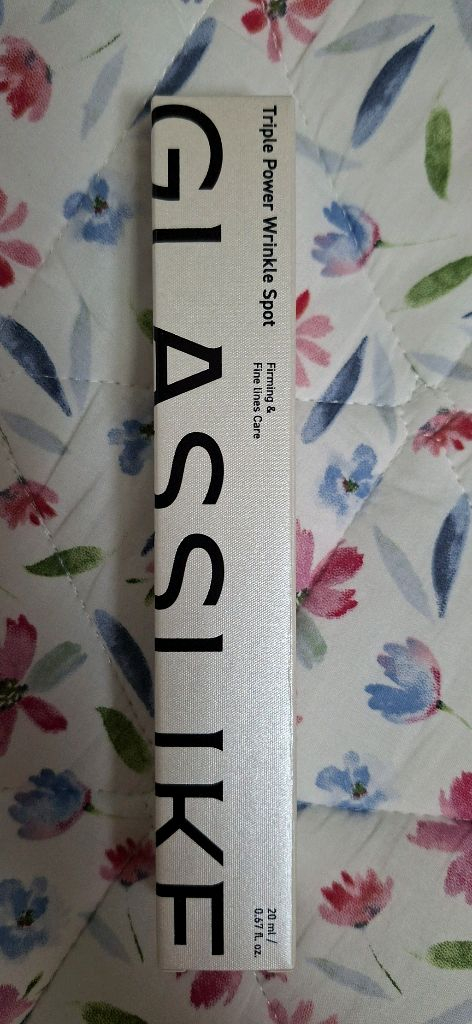 Triple Power Wrinkle Spot
Firming &
Fine lines Care
20 ml /
0.67 fl. oz.
GLASSLIKE